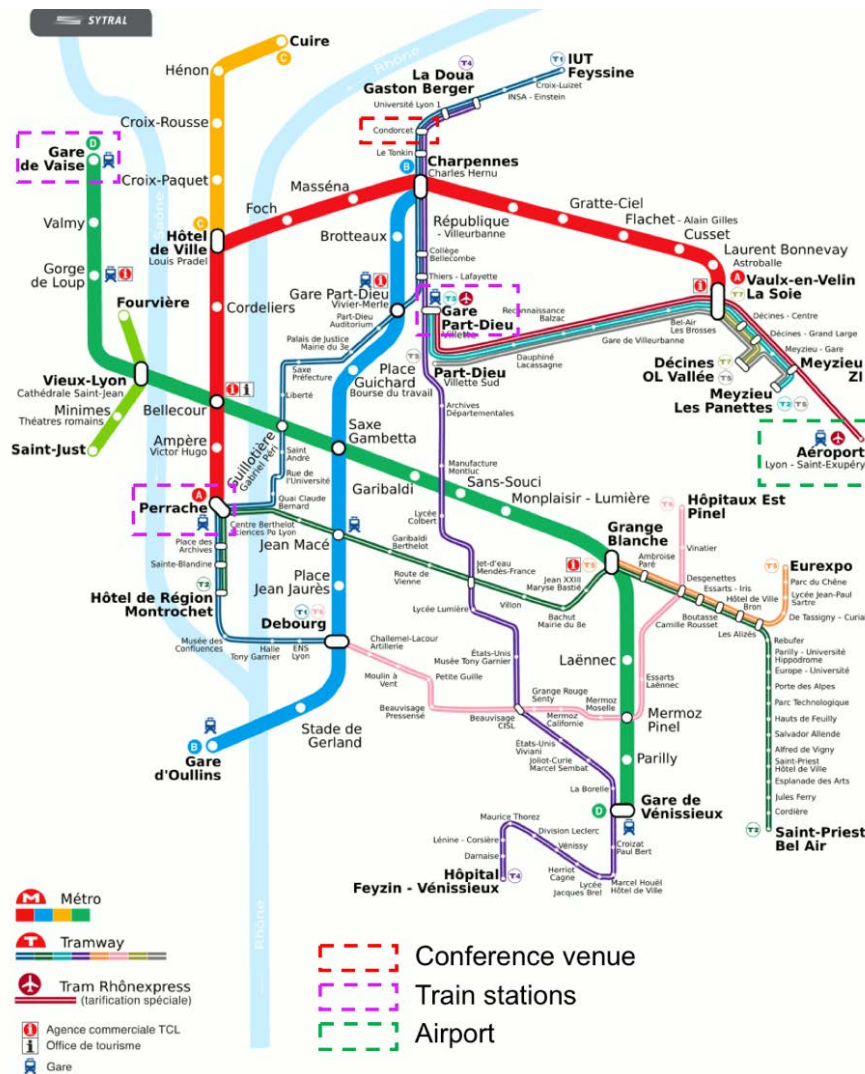 SYTRAL
Cuire
C
Hénon
Rhône
T4
La Doua
Gaston Berger
T1
IUT
Feyssine
Croix-Luizet
INSA - Einstein
Université Lyon 1
Croix-Rousse
Condorcet
Le Tonkin
D
Gare
de Vaise
Saône
Croix-Paquet
B
Charpennes
Charles Hernu
Masséna
Foch
Gratte-Ciel
Flachet - Alain Gilles
Cusset
Laurent Bonnevay
Astroballe
Valmy
C
Hôtel
de Ville
Louis Pradel
Brotteaux
République
- Villeurbanne
Collège
Bellecombe
Thiers - Lafayette
Gorge
de Loup
A
Vaulx-en-Velin
La Soie
T7
Fourvière
Cordeliers
Gare Part-Dieu
Vivier-Merle
Part-Dieu
Auditorium
T3
Gare
Part-Dieu
Villette
Reconnaissance
Balzac
Bel-Air
Les Brosses
Gare de Villeurbanne
Dauphiné
Lacassagne
Décines - Centre
Décines - Grand Large
Meyzieu - Gare
Meyzieu
ZI
Palais de Justice
Mairie du 3e
Saxe
Préfecture
Liberté
Place
Guichard
Bourse du travail
T5
Part-Dieu
Villette Sud
Décines
OL Vallée
T7
T5
Meyzieu
Les Panettes
Vieux-Lyon
Cathédrale Saint-Jean
Minimes
Théatres romains
Saint-Just
Bellecour
Ampère
Victor Hugo
Guillotière
Gabriel Péri
Saint
André
Rue de
l'Université
Quai Claude
Bernard
Saxe
Gambetta
Garibaldi
Sans-Souci
Monplaisir - Lumière
Archives
Départementales
Manufacture
Montluc
Lycée
Colbert
Aéroport
Lyon - Saint-Exupéry
A
Perrache
Centre Berthelot
Sciences Po Lyon
Place des
Archives
Sainte-Blandine
Jean Macé
Garibaldi
Berthelot
Route de
Vienne
Jet-d'eau
Mendès-France
Villon
Jean XXIII
Maryse Bastié
Bachut
Mairie du 8e
Grange
Blanche
Hôpitaux Est
Pinel
Vinatier
Ambroise
Paré
Desgenettes
Essarts - Iris
Hôtel de Ville
Bron
Boutasse
Camille Rousset
Les Alizés
Eurexpo
Parc du Chêne
Lycée Jean-Paul
Sartre
De Tassigny - Curial
Rebufer
Parilly - Université
Hippodrome
Europe - Université
Porte des Alpes
Parc Technologique
Hauts de Feuilly
Salvador Allende
Alfred de Vigny
Saint-Priest
Hôtel de Ville
Esplanade des Arts
Jules Ferry
Cordière
T2
Saint-Priest
Bel Air
T2
Hôtel de Région
Montrochet
Place
Jean Jaurès
Debourg
Lycée Lumière
Musée des
Confluences
Halle
Tony Garnier
ENS
Lyon
Challemel-Lacour
Artillerie
Moulin à
Vent
Petite Guille
Beauvisage
Pressensé
États-Unis
Musée Tony Garnier
Beauvisage
CISL
Grange Rouge
Senty
Mermoz
Californie
Mermoz
Moselle
Essarts
Laënnec
Laënnec
Mermoz
Pinel
Parilly
B
Gare
d'Oullins
Stade de
Gerland
États-Unis
Viviani
Joliot-Curie
Marcel Sembat
La Borelle
D
Gare de
Vénissieux
Croizat
Paul Bert
Maurice Thorez
Lénine - Corsière
Darnaise
Division Leclerc
Vénissy
Herriot
Cagne
Lycée
Jacques Brel
Marcel Houël
Hôtel de Ville
Hôpital
Feyzin - Vénissieux
T4
Rhône
M Métro
T Tramway
Tram Rhônexpress
(tarification spéciale)
Agence commerciale TCL
Office de tourisme
Gare
Conference venue
Train stations
Airport